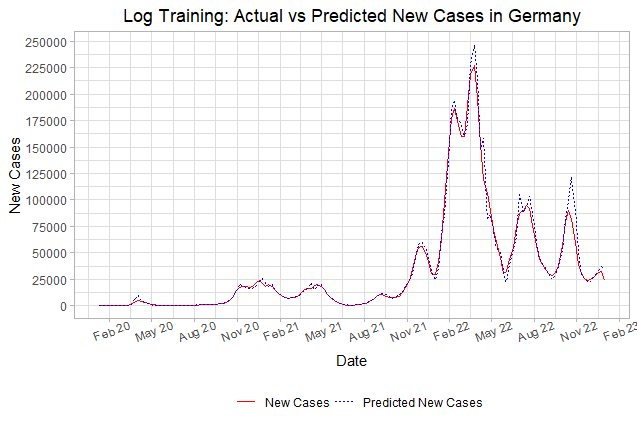 Log Training: Actual vs Predicted New Cases in Germany
250000
225000
200000
175000
150000
125000
100000
75000
50000
25000
0
New Cases
Feb 20
May 20
Aug 20
Nov 20
Feb 21
May 21
Aug 21
Nov 21
Feb 22
May 22
Aug 22
Nov 22
Feb 23
Date
New Cases
Predicted New Cases